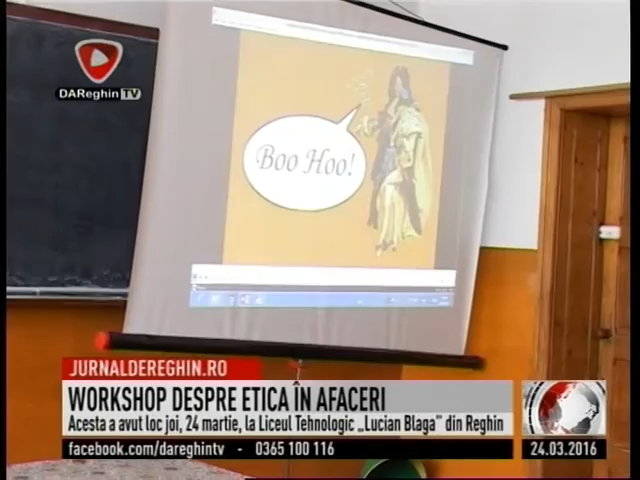 DAReghin TV
Boo Hoo!
JURNALDEREGHIN.RO
WORKSHOP DESPRE ETICA ÎN AFACERI
Acesta a avut loc joi, 24 martie, la Liceul Tehnologic „Lucian Blaga” din Reghin
facebook.com/dareghintv - 0365 100 116
24.03.2016